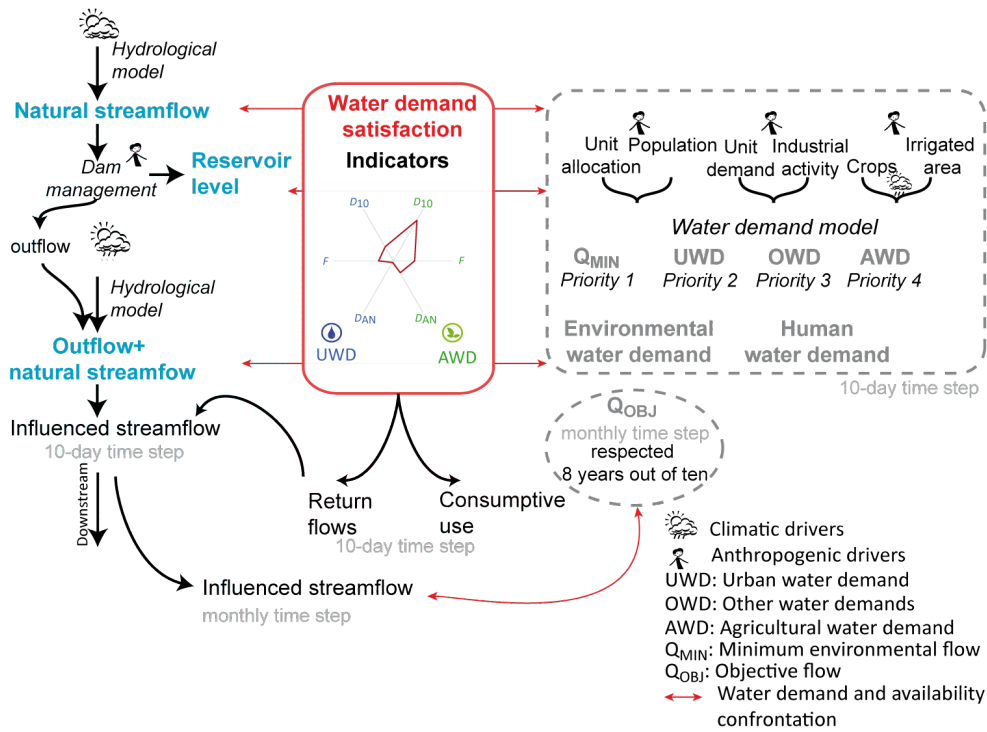 Hydrological
model
Natural streamflow
Dam
management
Reservoir
level
outflow
Hydrological
model
Outflow+
natural streamfow
Influenced streamflow
10-day time step
Downstream
Influenced streamflow
monthly time step
Water demand
satisfaction
Indicators
D10
D10
F
F
DAN
DAN
UWD
AWD
Return
flows
Consumptive
use
10-day time step
Unit
allocation
Population
Unit
demand
Industrial
activity
Crops
Irrigated
area
Water demand model
QMIN
UWD
OWD
AWD
Priority 1
Priority 2
Priority 3
Priority 4
Environmental
water demand
Human
water demand
10-day time step
QOBJ
monthly time step
respected
8 years out of ten
Climatic drivers
Anthropogenic drivers
UWD: Urban water demand
OWD: Other water demands
AWD: Agricultural water demand
QMIN: Minimum environmental flow
QOBJ: Objective flow
Water demand and availability
confrontation